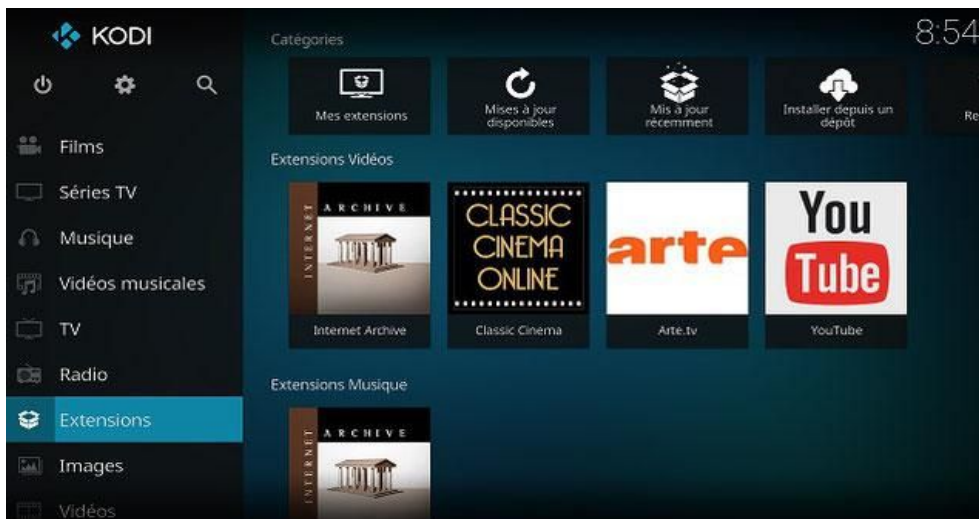 KODI
8:54
Catégories
Mes extensions
Mises à jour
disponibles
Mis à jour
récemment
Installer depuis un
dépôt
Re
Films
Séries TV
Musique
Vidéos musicales
TV
Radio
Extensions
Images
Vidéos
Extensions Vidéos
INTERNET
ARCHIVE
Internet Archive
CLASSIC
CINEMA
ONLINE
Classic Cinema
arte
Arte.tv
You
Tube
YouTube
Extensions Musique
INTERNET
ARCHIVE